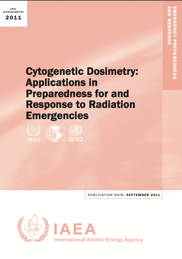 EPR-
BIODOSIMETRY
2011
EMERGENCY PREPAREDNESS
AND RESPONSE
Cytogenetic Dosimetry:
Applications in
Preparedness for and
Response to Radiation
Emergencies
IAEA
WHO
PUBLICATION DATE: SEPTEMBER 2011
IAEA
International Atomic Energy Agency